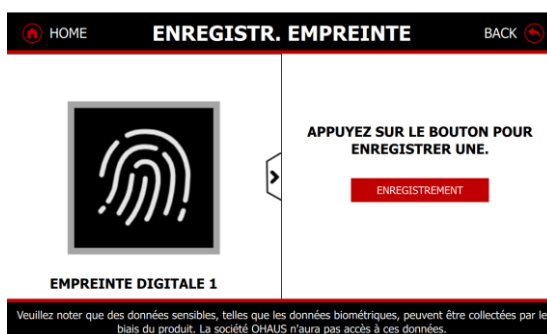 HOME
ENREGISTR. EMPREINTE
BACK
APPUYEZ SUR LE BOUTON POUR
ENREGISTRER UNE.
ENREGISTREMENT
EMPREINTE DIGITALE 1
Veuillez noter que des données sensibles, telles que les données biométriques, peuvent être collectées par le
biais du produit. La société OHAUS n'aura pas accès à ces données.